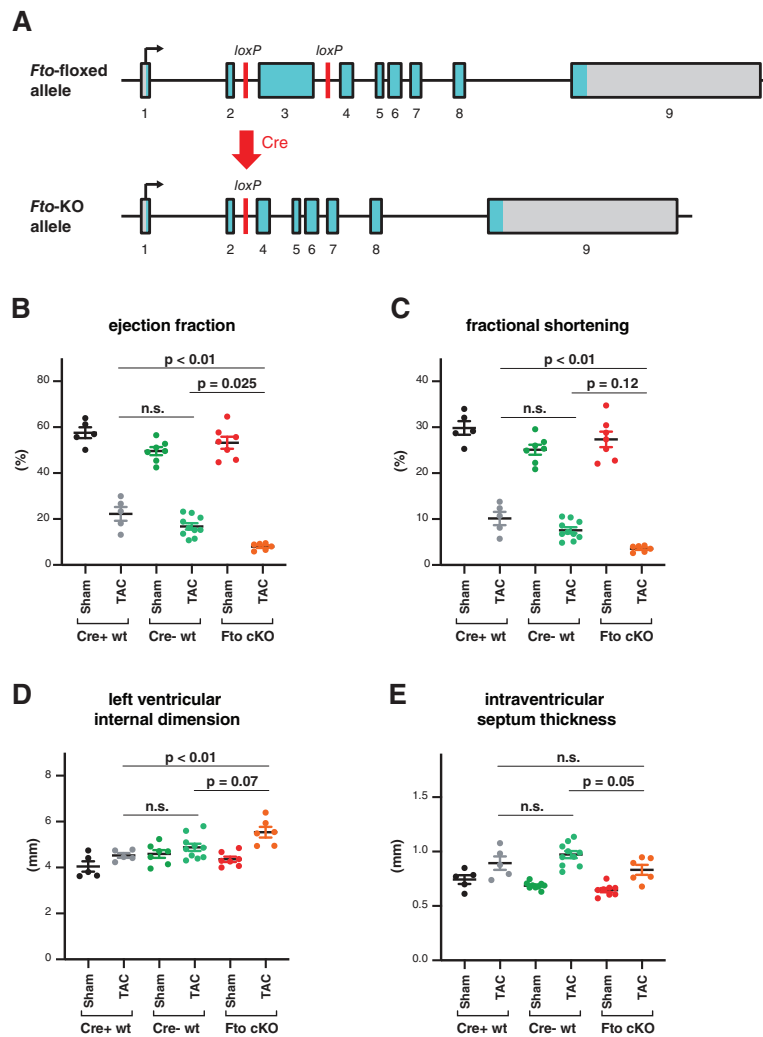 A
loxP loxP
Fto-floxed
allele
1 2 3 4 5 6 7 8 9
Cre
loxP
Fto-KO
allele
1 2 4 5 6 7 8 9
B
ejection fraction
p < 0.01
p = 0.025
n.s.
(%)
80
60
40
20
0
Sham TAC Sham TAC Sham TAC
Cre+ wt Cre- wt Fto cKO
C
fractional shortening
p < 0.01
p = 0.12
n.s.
(%)
40
30
20
10
0
Sham TAC Sham TAC Sham TAC
Cre+ wt Cre- wt Fto cKO
D
left ventricular
internal dimension
p < 0.01
p = 0.07
n.s.
(mm)
8
6
4
2
0
Sham TAC Sham TAC Sham TAC
Cre+ wt Cre- wt Fto cKO
E
intraventricular
septum thickness
n.s.
p = 0.05
n.s.
(mm)
1.5
1.0
0.5
0.0
Sham TAC Sham TAC Sham TAC
Cre+ wt Cre- wt Fto cKO